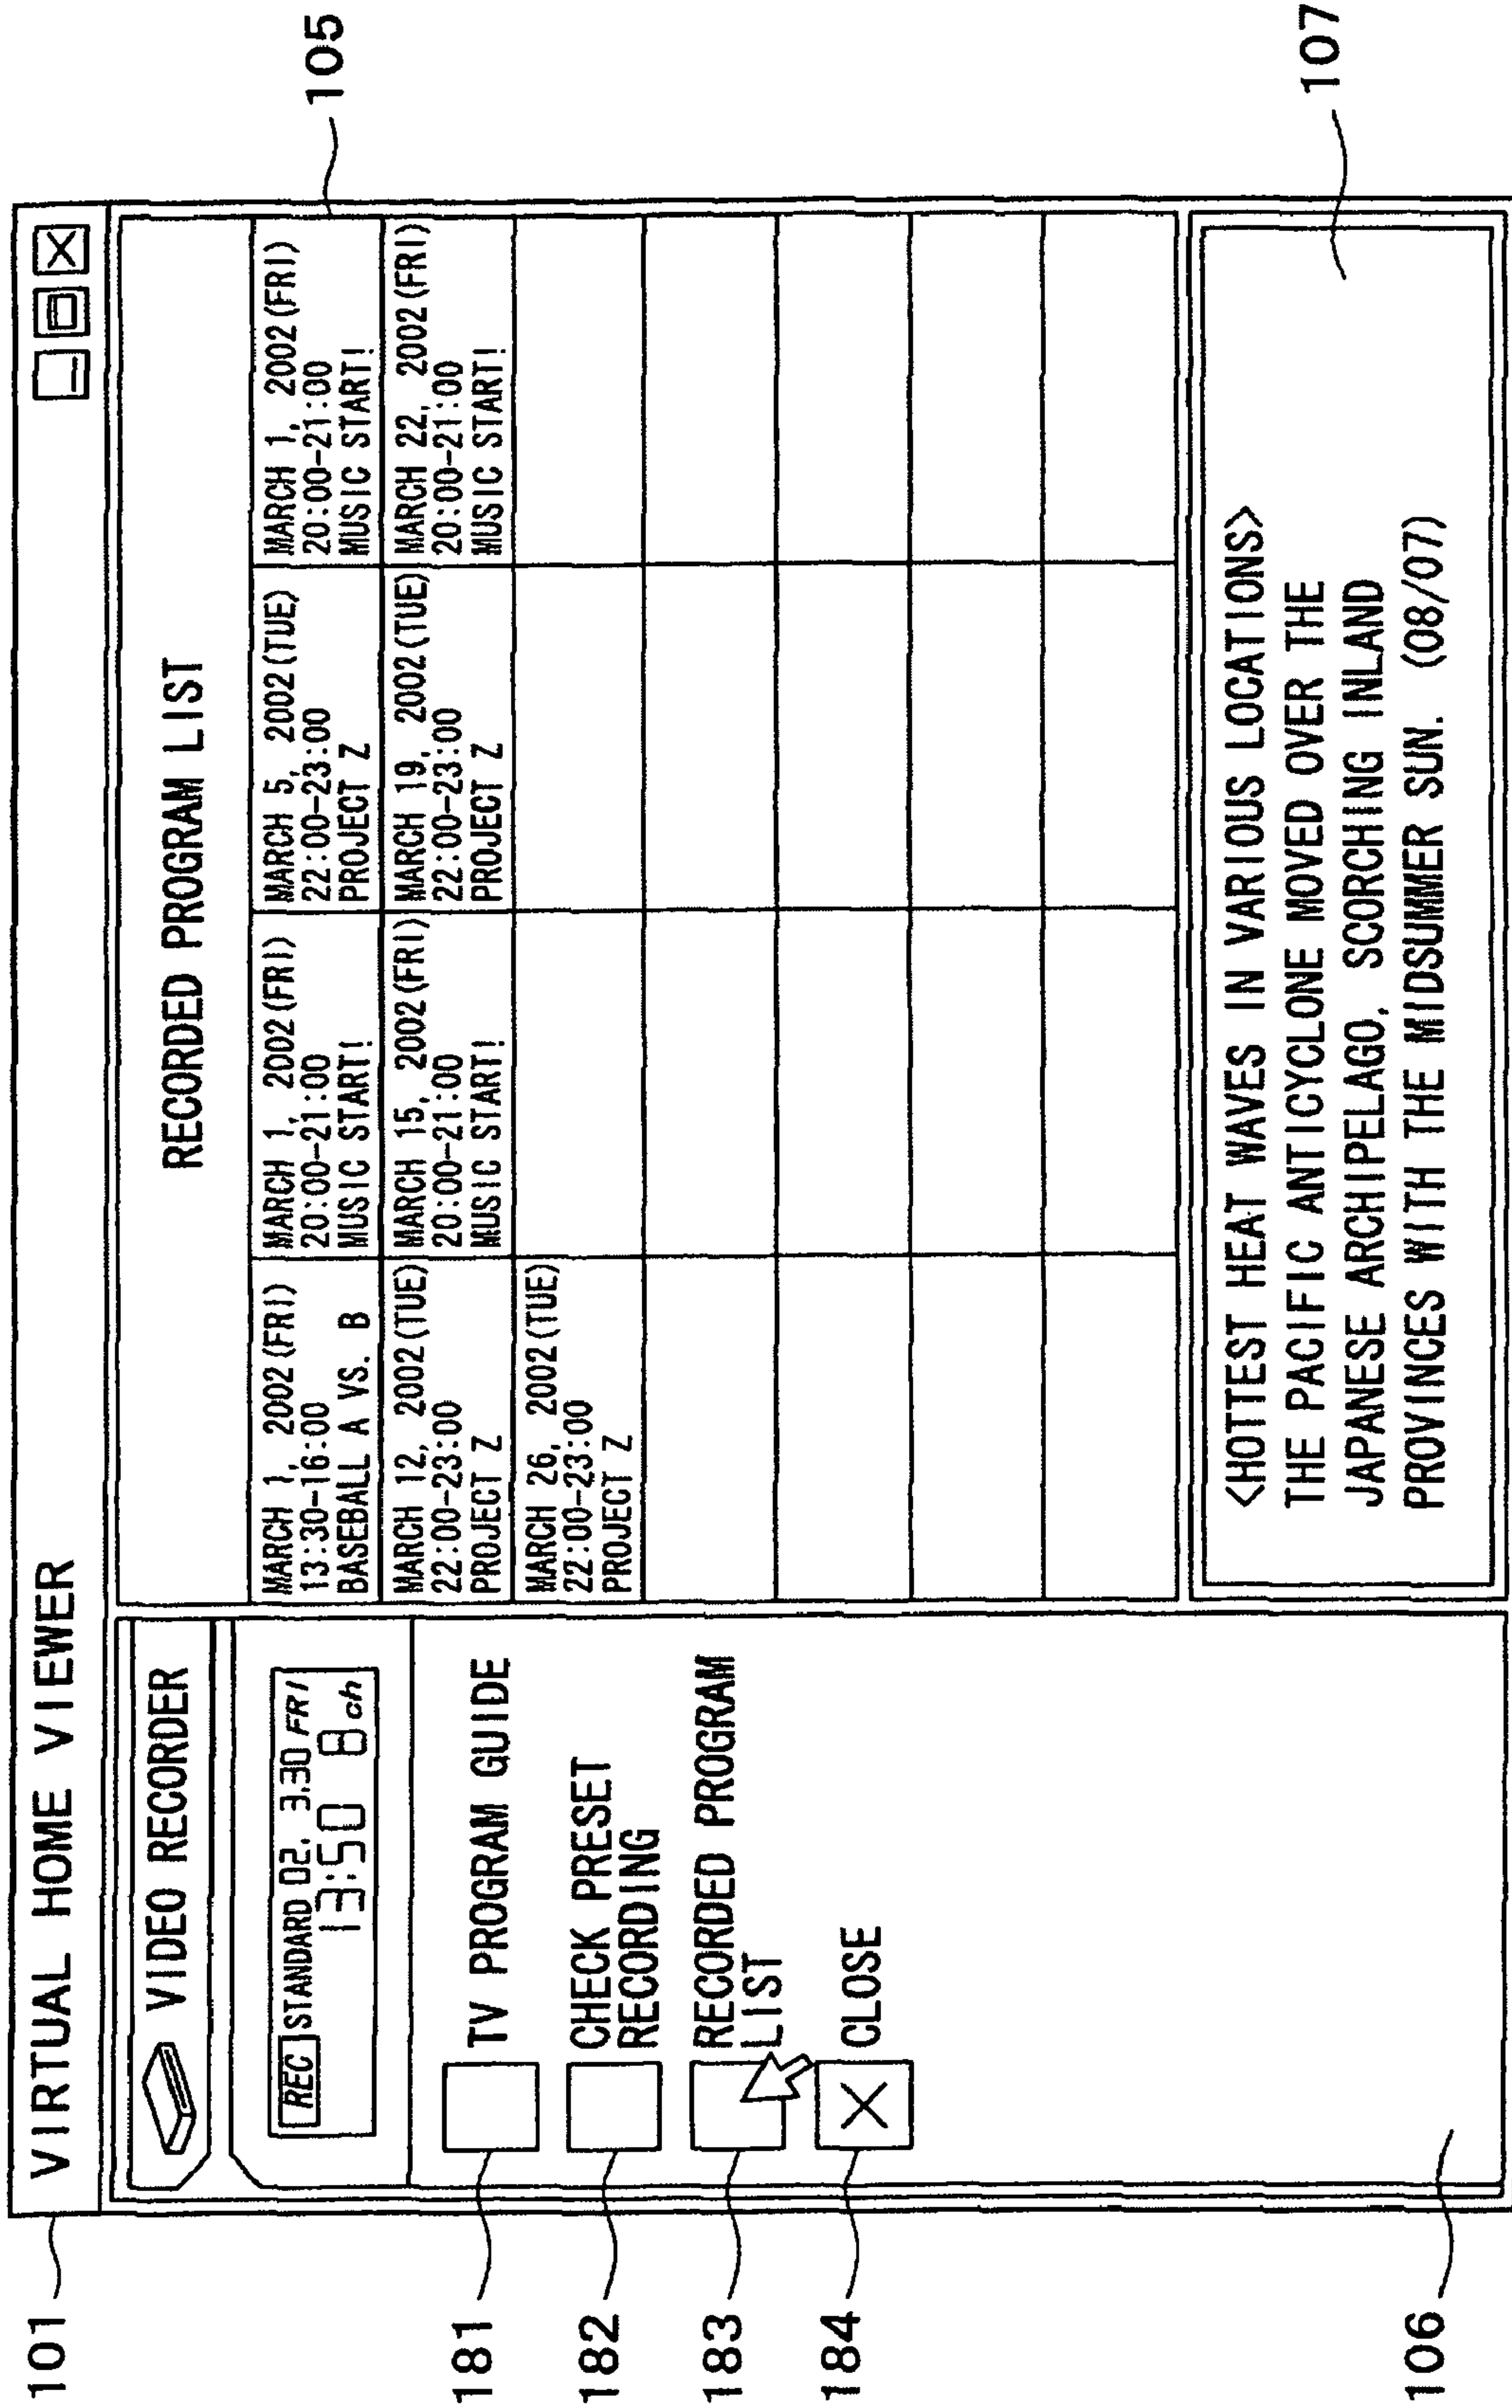 101
VIRTUAL HOME VIEWER
VIDEO RECORDER
REC STANDARD 02. 3.30 FRI
13:50 8ch
181
TV PROGRAM GUIDE
182
CHECK PRESET
RECORDING
183
RECORDED PROGRAM
LIST
184
CLOSE
106
RECORDED PROGRAM LIST
105
MARCH 1, 2002(FRI)
13:30-16:00
BASEBALL A VS. B
MARCH 1, 2002(FRI)
20:00-21:00
MUSIC START!
MARCH 5, 2002(TUE)
22:00-23:00
PROJECT Z
MARCH 1, 2002(FRI)
20:00-21:00
MUSIC START!
MARCH 12, 2002(TUE)
22:00-23:00
PROJECT Z
MARCH 15, 2002(FRI)
20:00-21:00
MUSIC START!
MARCH 19, 2002(TUE)
22:00-23:00
PROJECT Z
MARCH 22, 2002(FRI)
20:00-21:00
MUSIC START!
MARCH 26, 2002(TUE)
22:00-23:00
PROJECT Z
<HOTTEST HEAT WAVES IN VARIOUS LOCATIONS>
THE PACIFIC ANTICYCLONE MOVED OVER THE
JAPANESE ARCHIPELAGO, SCORCHING INLAND
PROVINCES WITH THE MIDSUMMER SUN. (08/07)
107